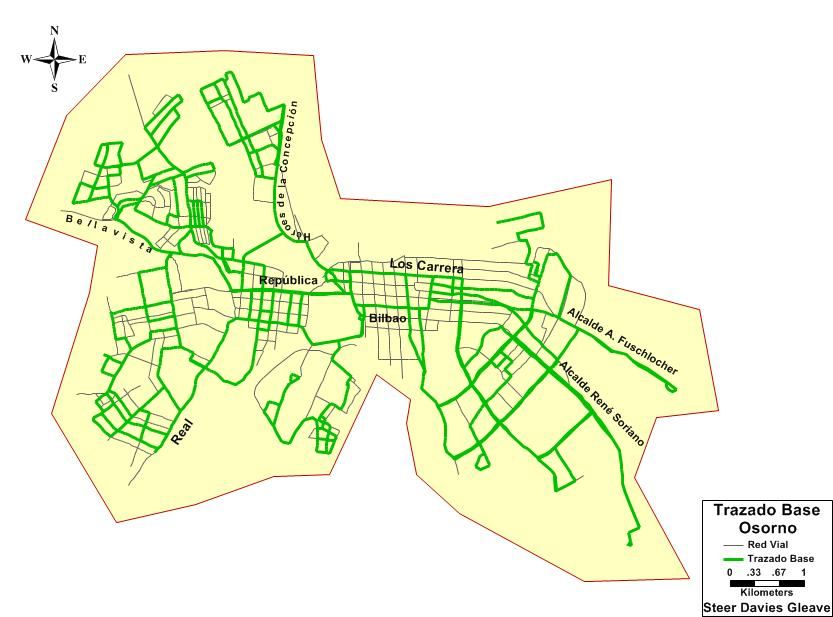 N
W E
S
Heroes de la Concepción
Bellavista
Los Carrera
República
Bilbao
Alcalde A. Fuschlocher
Alcalde René Soriano
Real
Trazado Base
Osorno
Red Vial
Trazado Base
0 .33 .67 1
Kilometers
Steer Davies Gleave